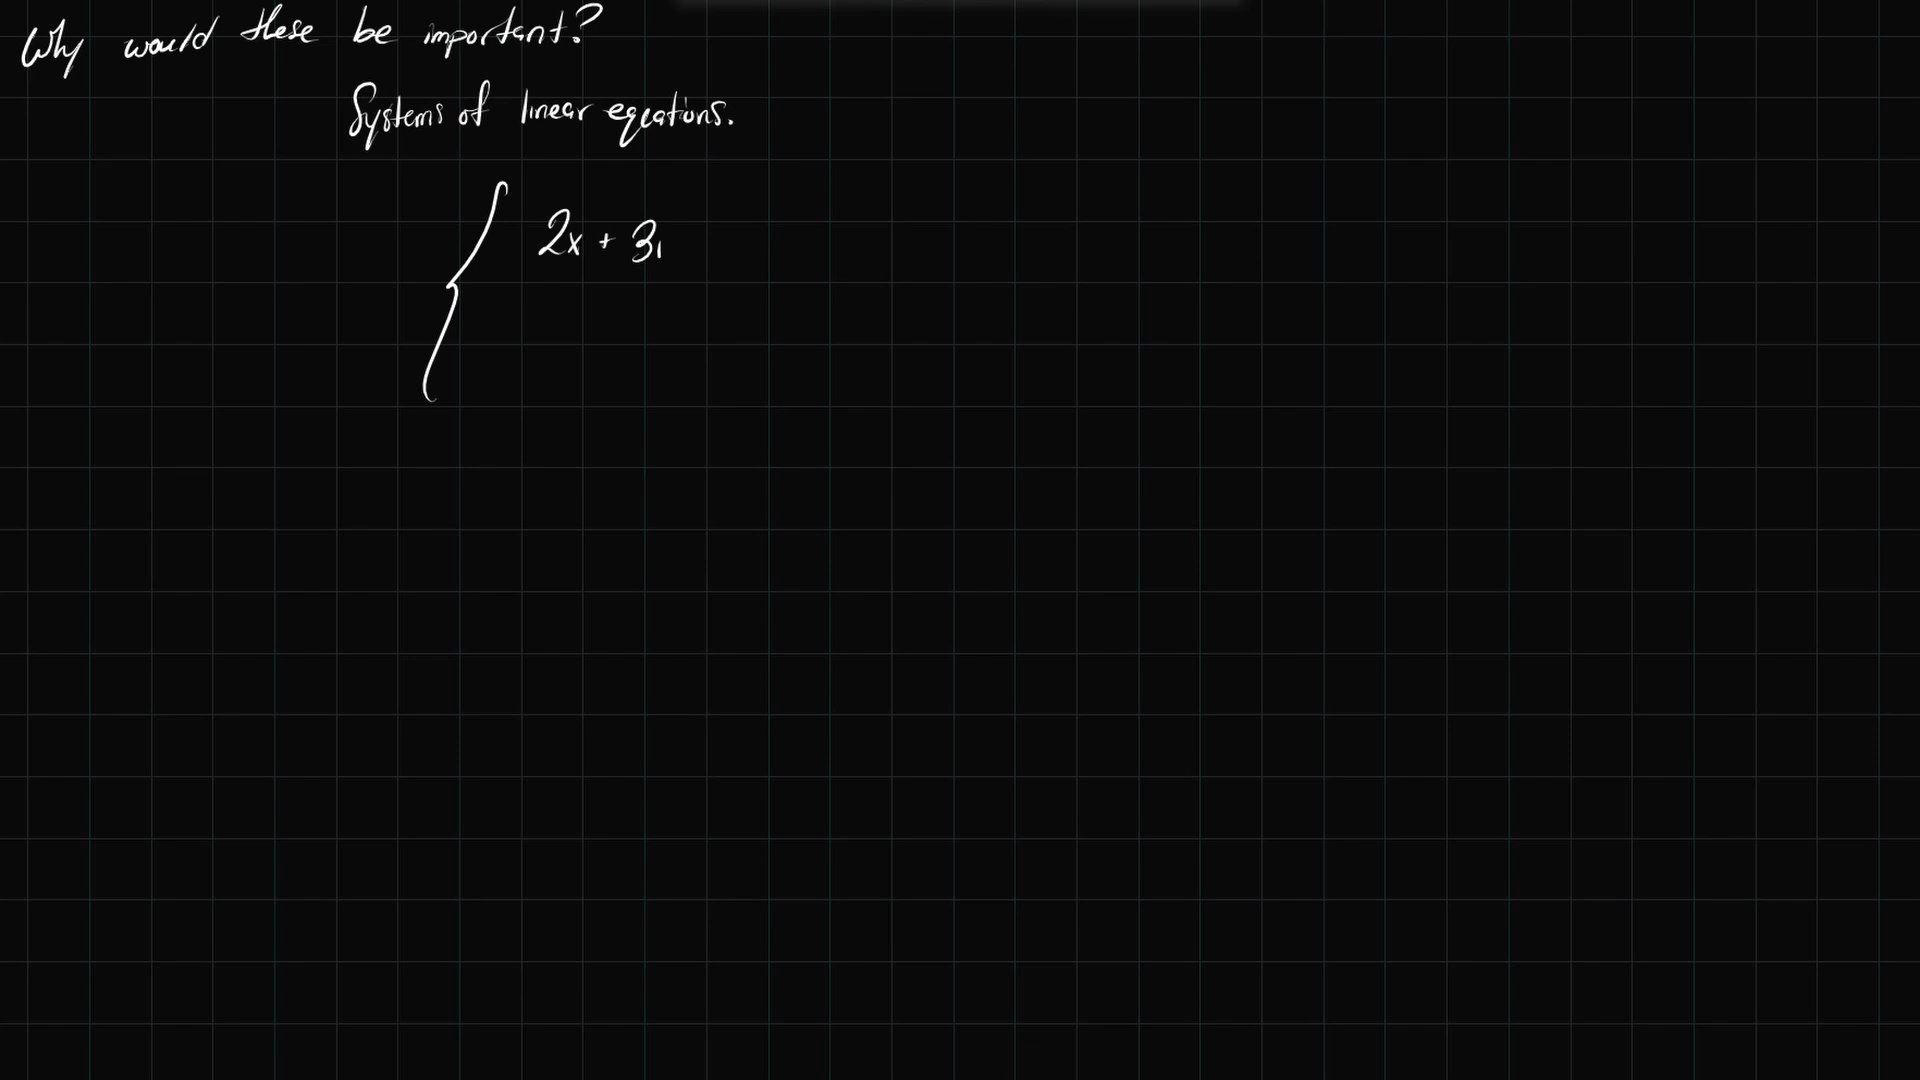 Why would these be important?
Systems of linear equations.
2x + 3